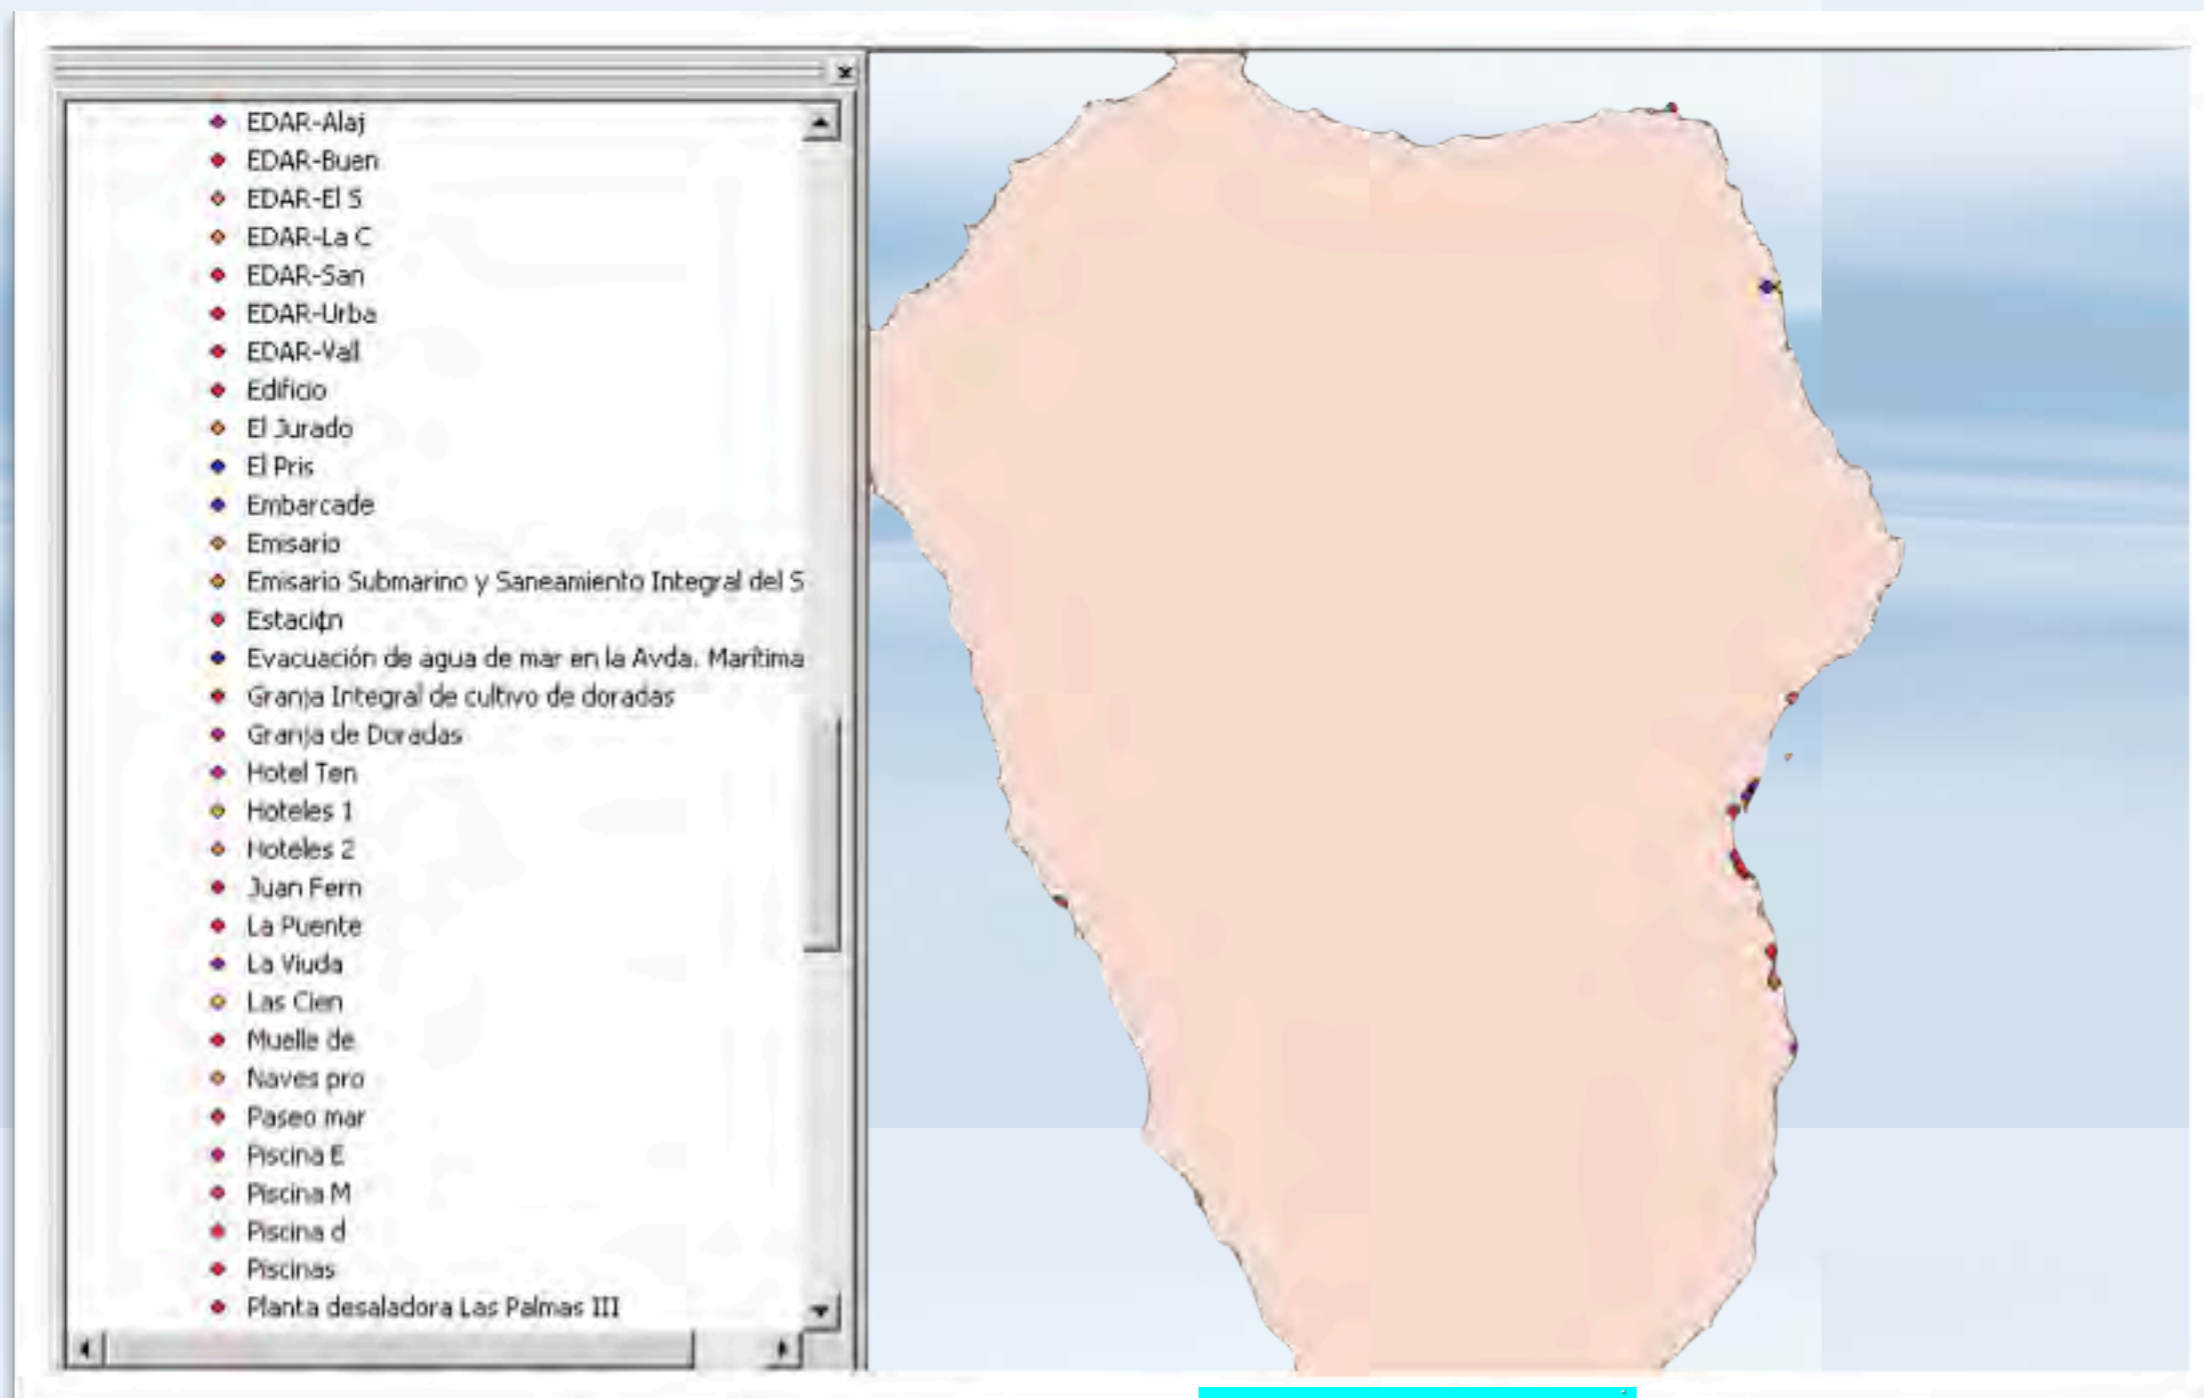 EDAR-Alaj
EDAR-Buen
EDAR-El S
EDAR-La C
EDAR-San
EDAR-Urba
EDAR-Vall
Edificio
El Jurado
El Pris
Embarcade
Emisario
Emisario Submarino y Saneamiento Integral del S
Estaci¢n
Evacuación de agua de mar en la Avda. Marítima
Granja Integral de cultivo de doradas
Granja de Doradas
Hotel Ten
Hoteles 1
Hoteles 2
Juan Fern
La Puente
La Viuda
Las Cien
Muelle de
Naves pro
Paseo mar
Piscina E
Piscina M
Piscina d
Piscinas
Planta desaladora Las Palmas III